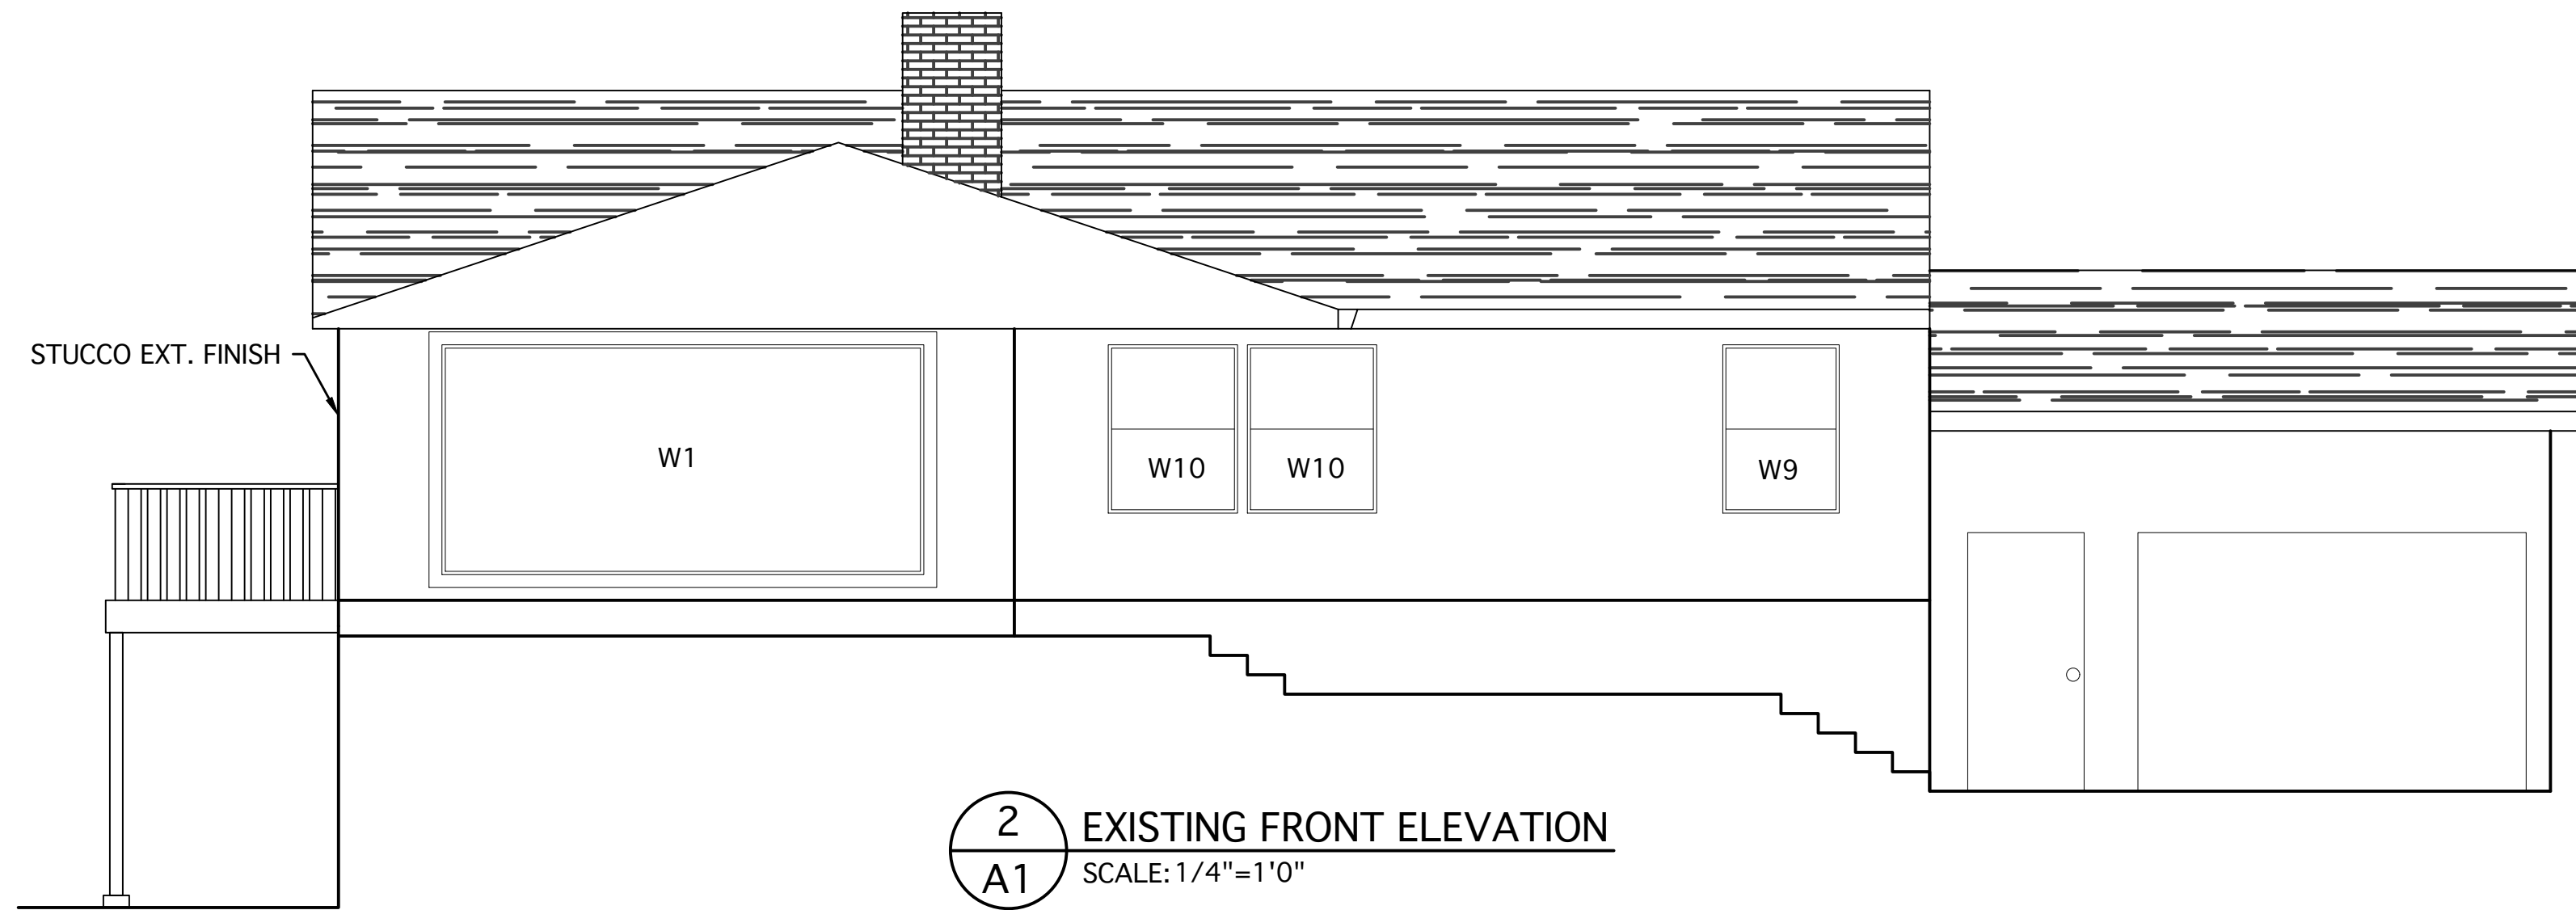 STUCCO EXT. FINISH
W1
W10
W10
W9
2
EXISTING FRONT ELEVATION
A1
SCALE: 1/4"=1'0"